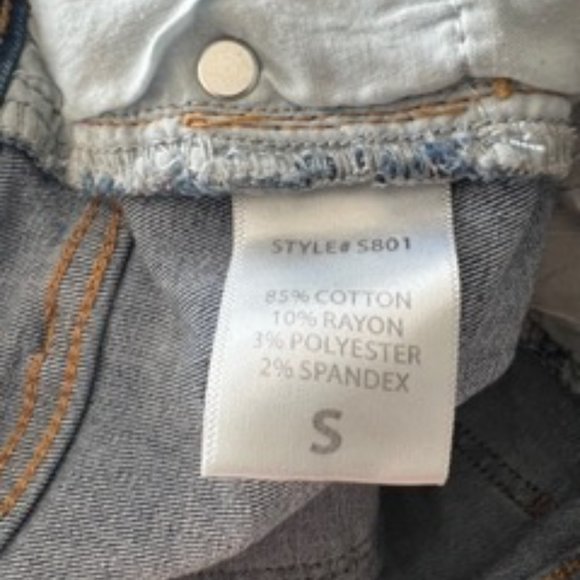 STYLE# S801
85% COTTON
10% RAYON
3% POLYESTER
2% SPANDEX
S